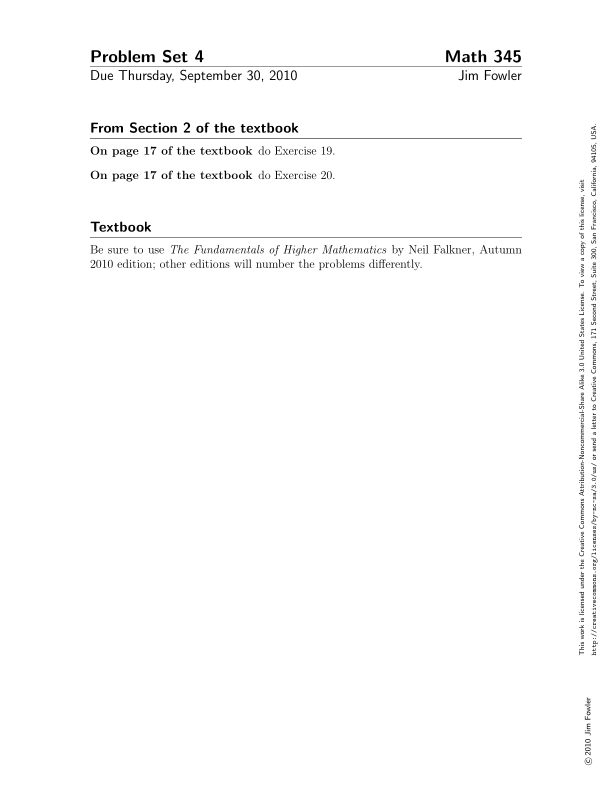 Problem Set 4 Math 345
Due Thursday, September 30, 2010 Jim Fowler
From Section 2 of the textbook
On page 17 of the textbook do Exercise 19.
On page 17 of the textbook do Exercise 20.
Textbook
Be sure to use The Fundamentals of Higher Mathematics by Neil Falkner, Autumn
2010 edition; other editions will number the problems differently.
This work is licensed under the Creative Commons Attribution-Noncommercial-Share Alike 3.0 United States License. To view a copy of this license, visit
http://creativecommons.org/licenses/by-nc-sa/3.0/us/ or send a letter to Creative Commons, 171 Second Street, Suite 300, San Francisco, California, 94105, USA.
© 2010 Jim Fowler